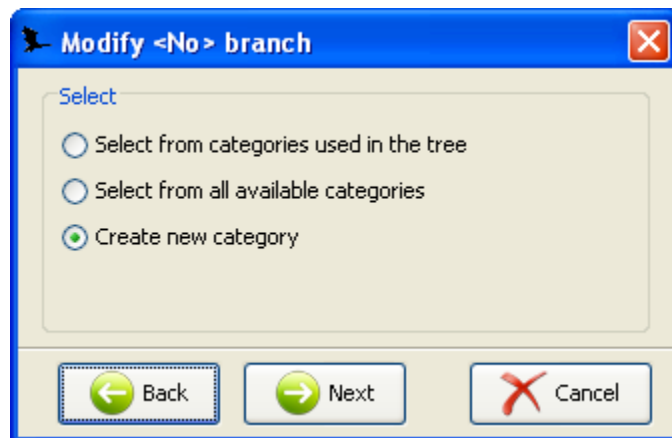 Modify <No> branch
Select
Select from categories used in the tree
Select from all available categories
Create new category
Back
Next
Cancel